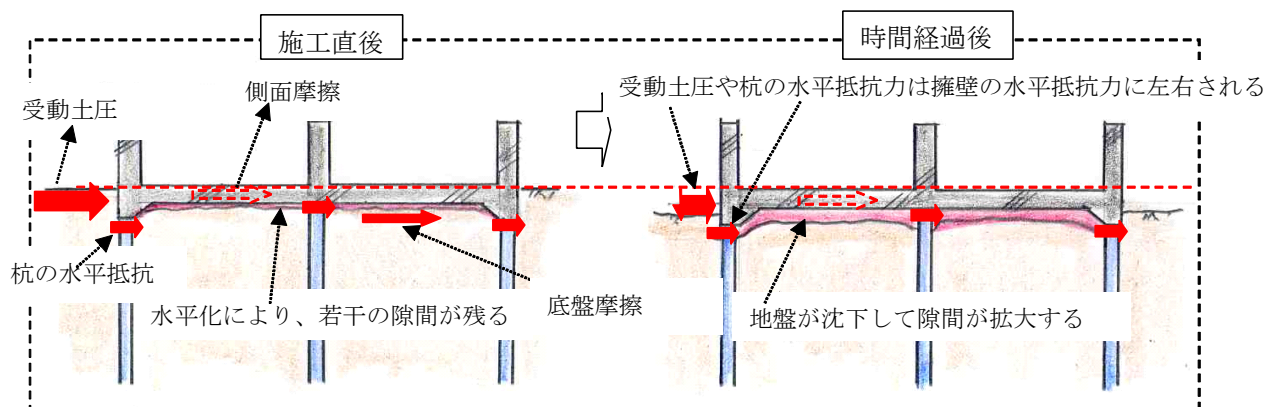 施工直後
時間経過後
受動土圧
側面摩擦
受動土圧や杭の水平抵抗力は擁壁の水平抵抗力に左右される
杭の水平抵抗
水平化により、若干の隙間が残る
底盤摩擦
地盤が沈下して隙間が拡大する